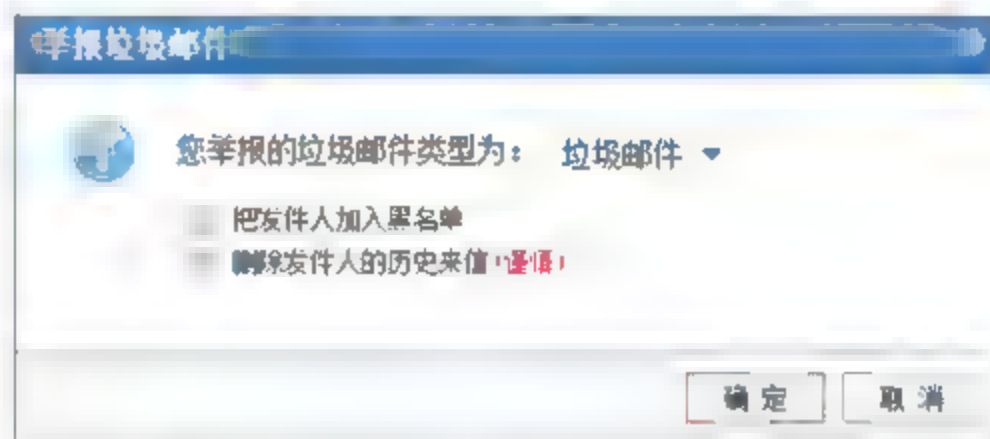 举报垃圾邮件
您举报的垃圾邮件类型为： 垃圾邮件
把发件人加入黑名单
删除发件人的历史来信（谨慎）
确定 取消